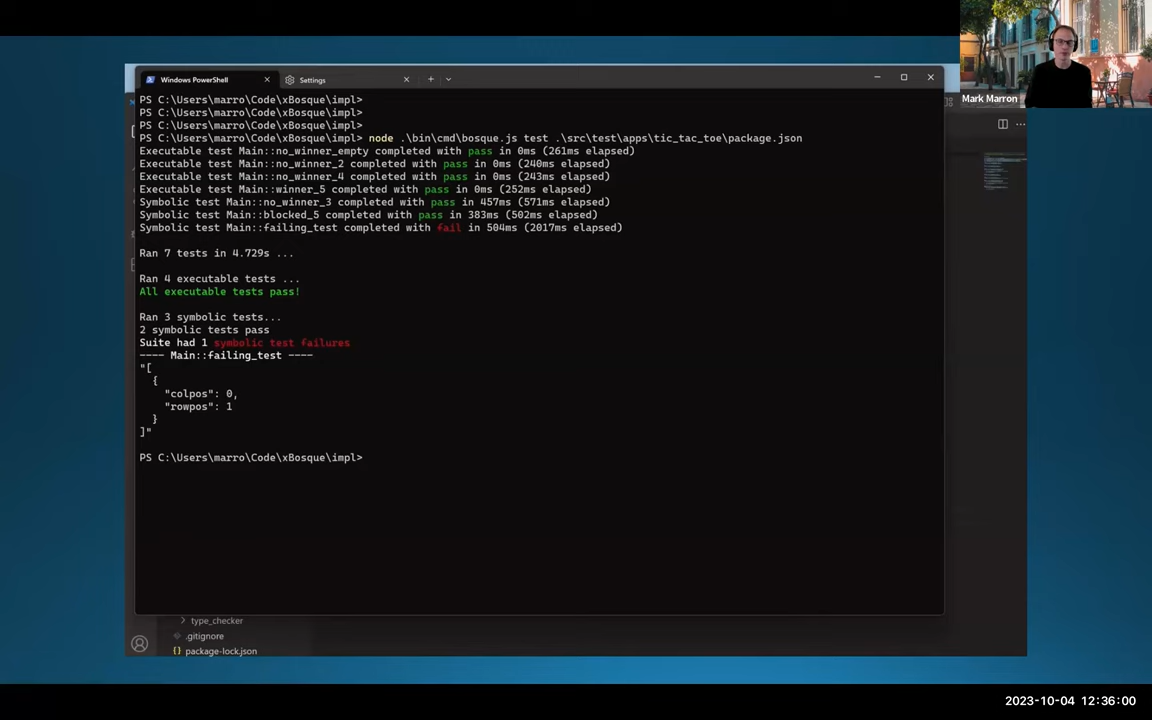 Windows PowerShell
Settings
PS C:\Users\marro\Code\xBosque\impl>
PS C:\Users\marro\Code\xBosque\impl>
PS C:\Users\marro\Code\xBosque\impl>
PS C:\Users\marro\Code\xBosque\impl> node .\bin\cmd\bosque.js test .\src\test\apps\tic_tac_toe\package.json
Executable test Main::no_winner_empty completed with pass in 0ms (261ms elapsed)
Executable test Main::no_winner_2 completed with pass in 0ms (240ms elapsed)
Executable test Main::no_winner_4 completed with pass in 0ms (243ms elapsed)
Executable test Main::winner_5 completed with pass in 0ms (252ms elapsed)
Symbolic test Main::no_winner_3 completed with pass in 457ms (571ms elapsed)
Symbolic test Main::blocked_5 completed with pass in 383ms (502ms elapsed)
Symbolic test Main::failing_test completed with fail in 504ms (2017ms elapsed)
Ran 7 tests in 4.729s ...
Ran 4 executable tests ...
All executable tests pass!
Ran 3 symbolic tests...
2 symbolic tests pass
Suite had 1 symbolic test failures
---- Main::failing_test ----
"[
{
"colpos": 0,
"rowpos": 1
}
]"
PS C:\Users\marro\Code\xBosque\impl>
type_checker
.gitignore
{} package-lock.json
Mark Marron
2023-10-04 12:36:00